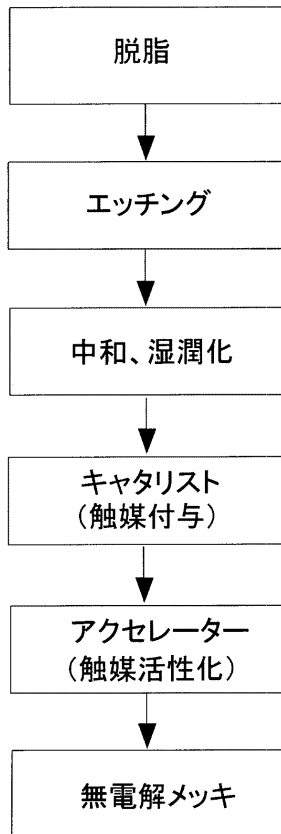 脱脂
エッチング
中和、湿潤化
キャタリスト
(触媒付与)
アクセレーター
(触媒活性化)
無電解メッキ